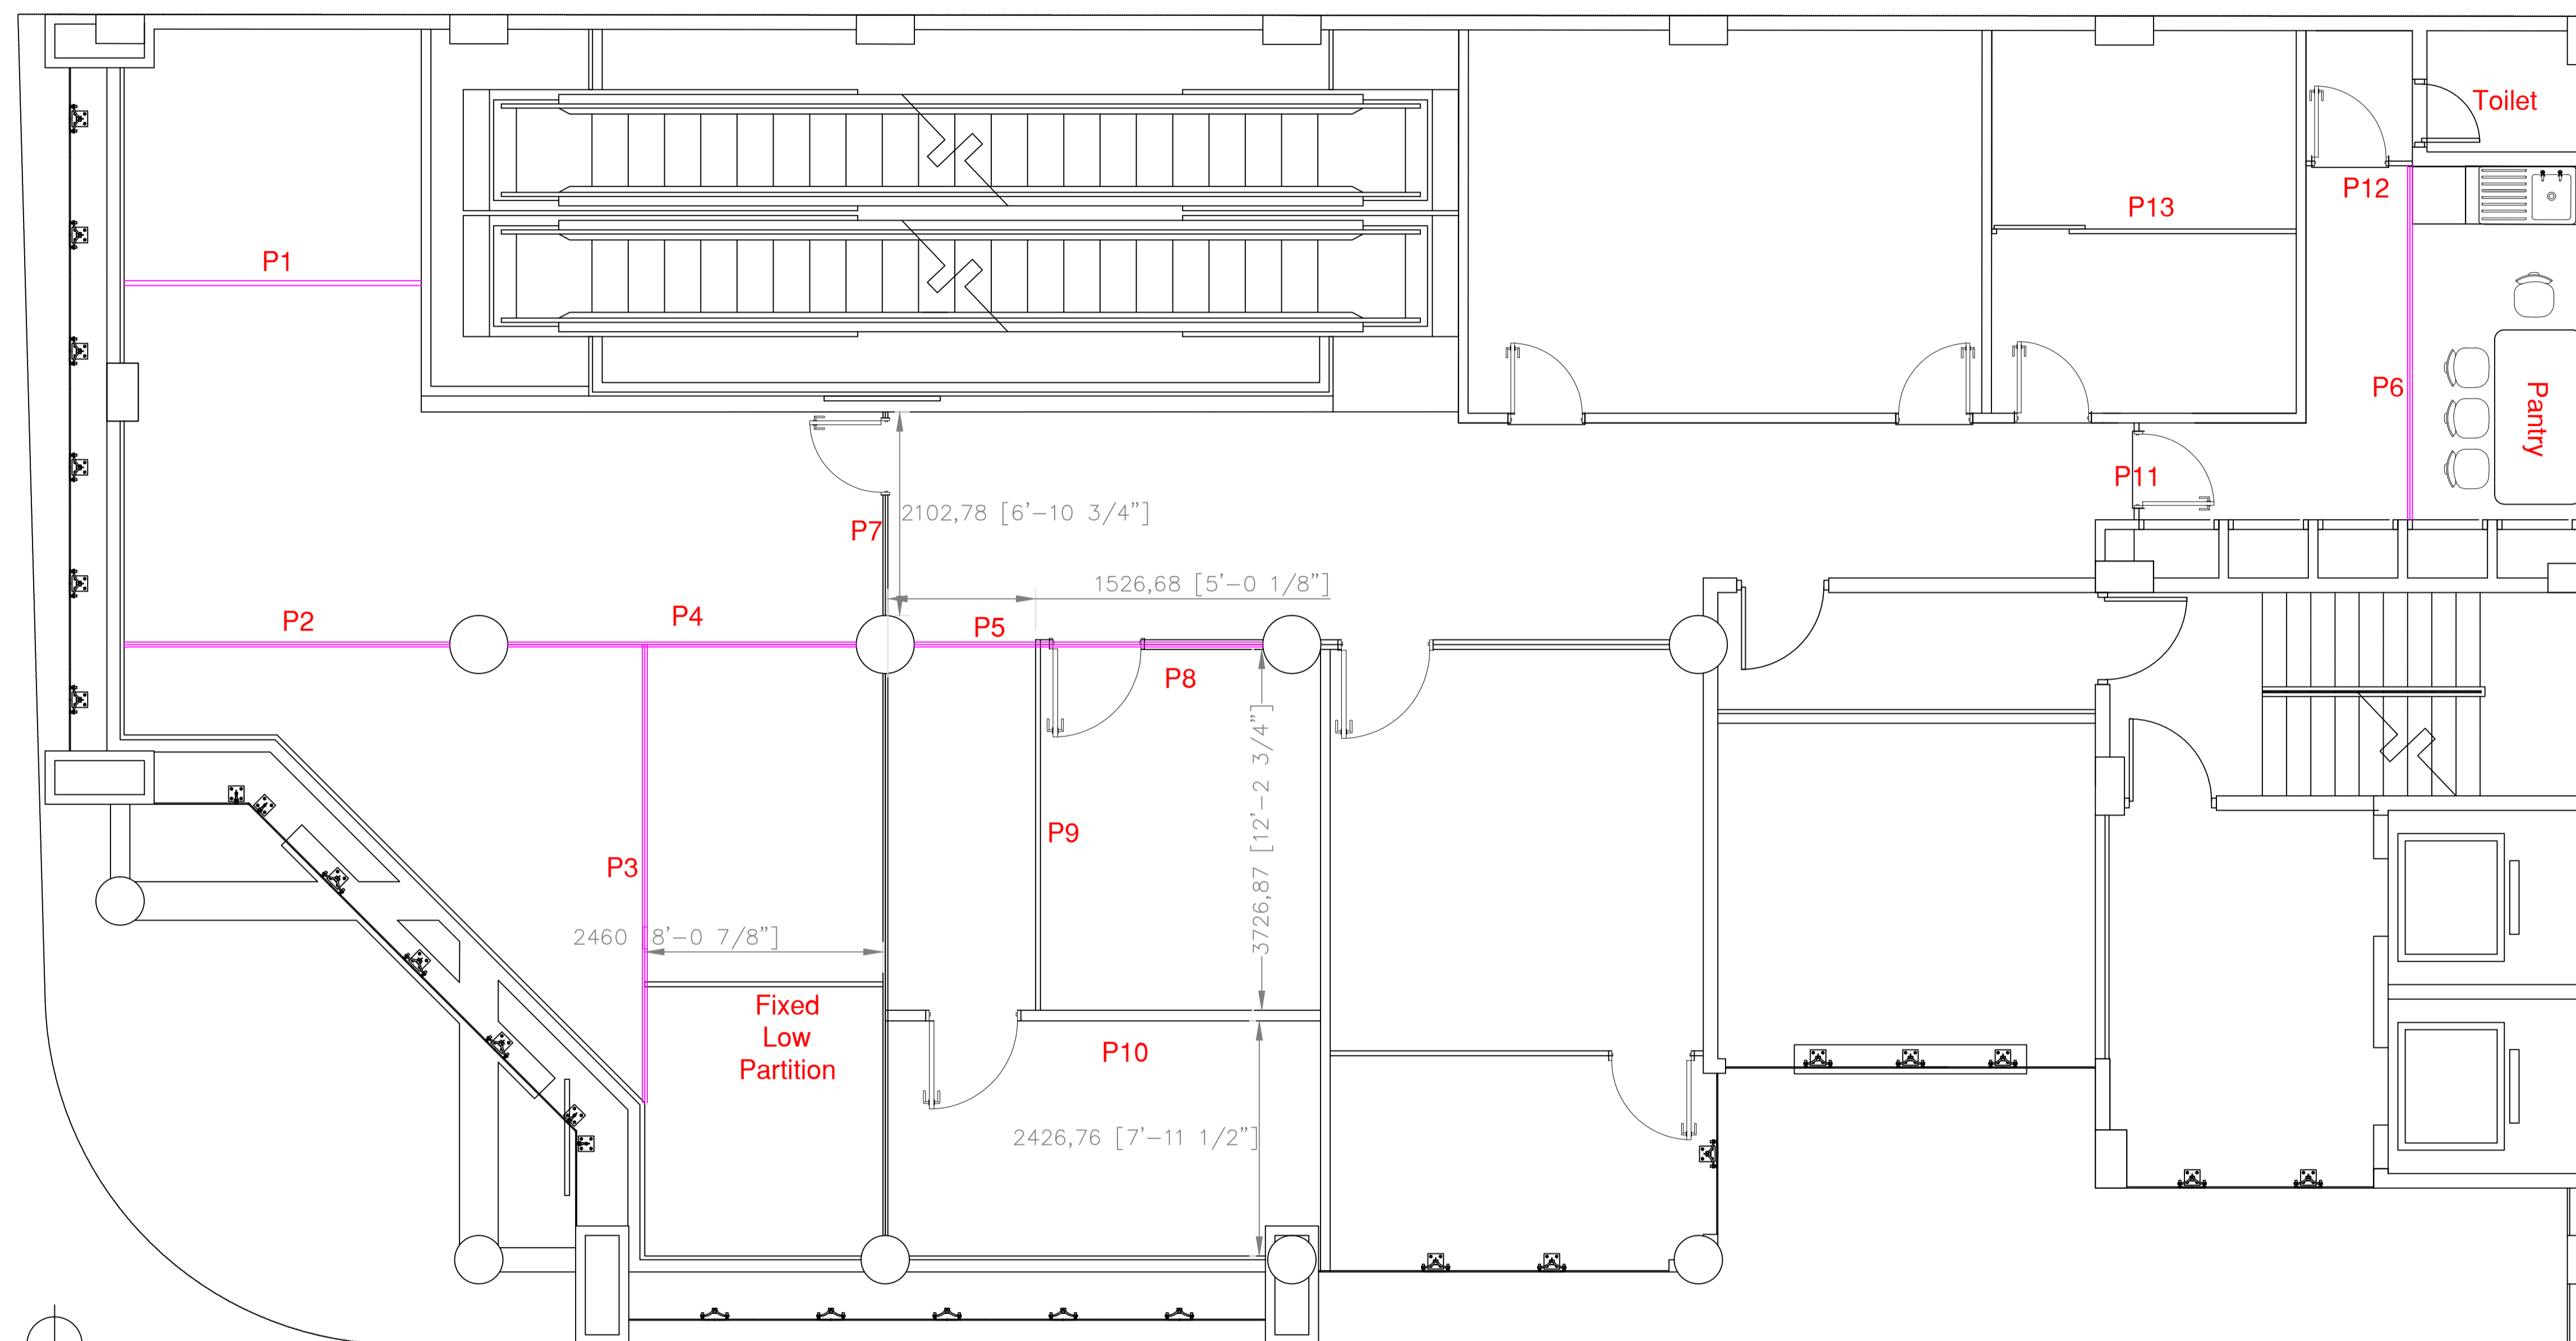 Toilet
P12
P13
P1
P6
Pantry
P11
2102,78 [6'-10 3/4"]
P7
1526,68 [5'-0 1/8"]
P2
P4
P5
P8
3726,87 [12'-2 3/4"]
P9
P3
2460 [8'-0 7/8"]
Fixed
Low
Partition
P10
2426,76 [7'-11 1/2"]